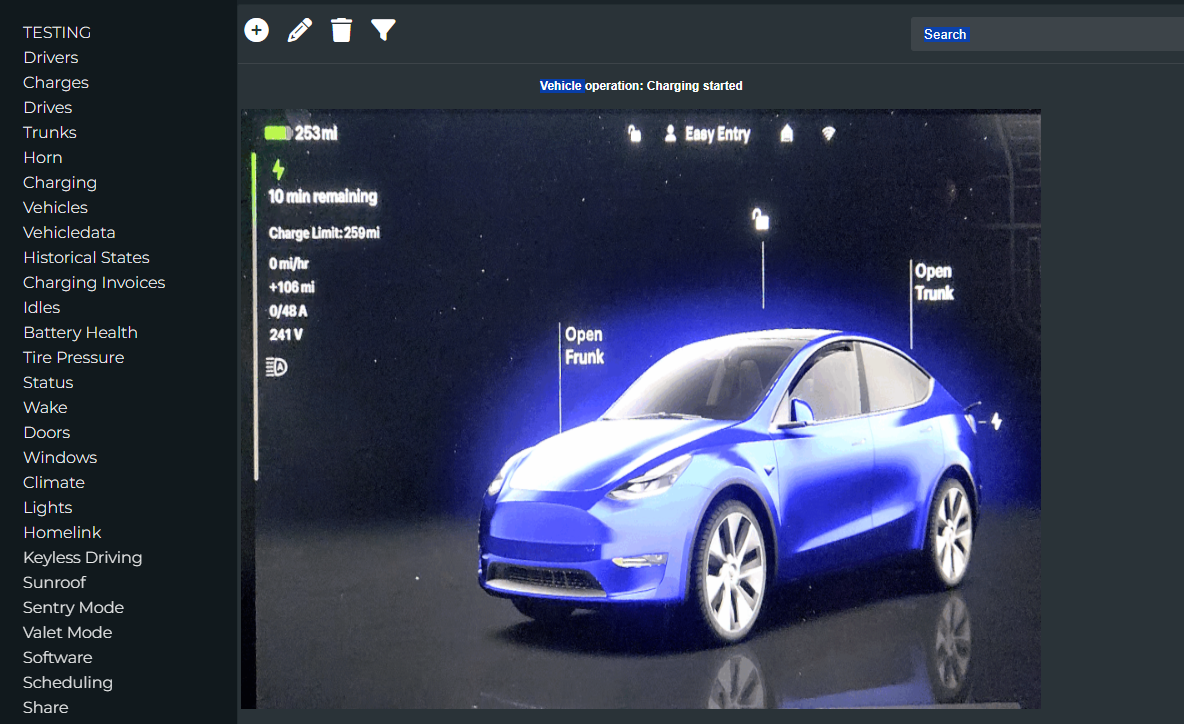 TESTING
Drivers
Charges
Drives
Trunks
Horn
Charging
Vehicles
Vehicledata
Historical States
Charging Invoices
Idles
Battery Health
Tire Pressure
Status
Wake
Doors
Windows
Climate
Lights
Homelink
Keyless Driving
Sunroof
Sentry Mode
Valet Mode
Software
Scheduling
Share
Search
Vehicle operation: Charging started
253 mi
Easy Entry
10 min remaining
Charge Limit: 259 mi
0 mi/hr
+106 mi
0/48 A
241 V
A
Open
Frunk
Open
Trunk